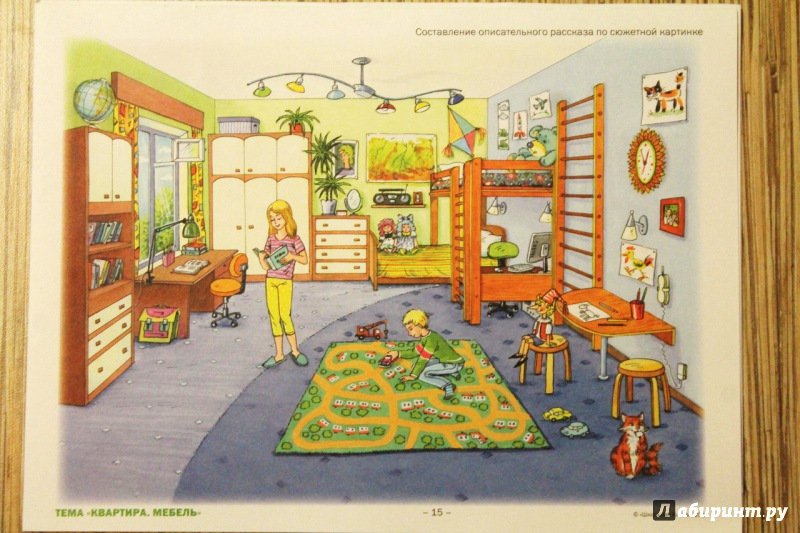 Составление описательного рассказа по сюжетной картинке
ТЕМА «КВАРТИРА. МЕБЕЛЬ»
– 15 –
Лабиринт.ру